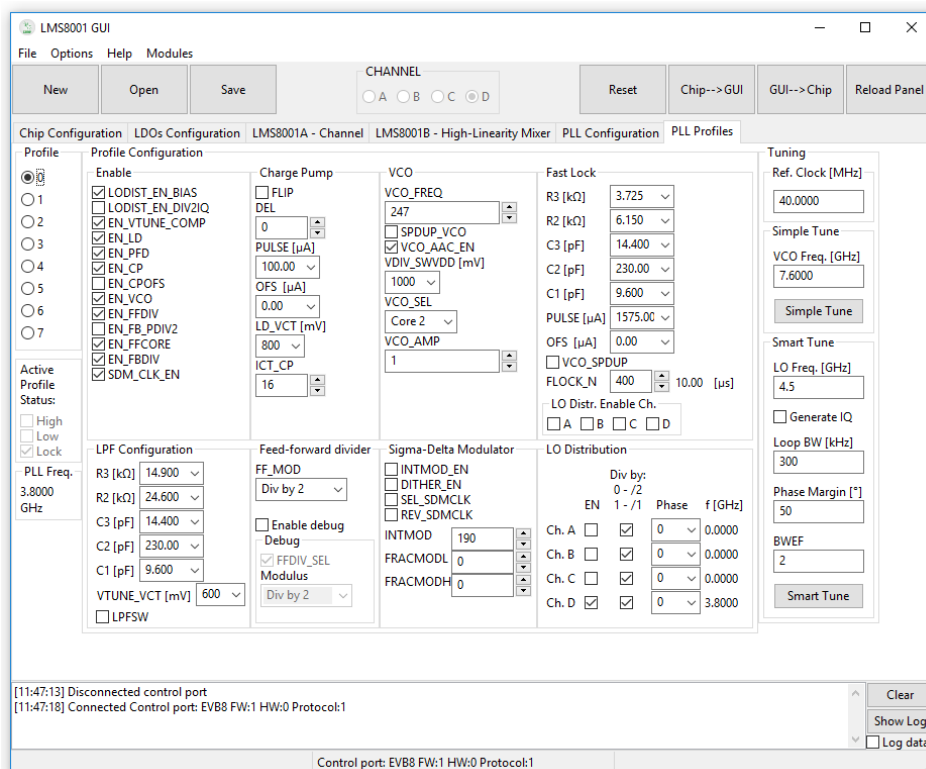 LMS8001 GUI
File Options Help Modules
New Open Save
CHANNEL
A B C D
Reset Chip-->GUI GUI-->Chip Reload Panel
Chip Configuration LDOs Configuration LMS8001A - Channel LMS8001B - High-Linearity Mixer PLL Configuration PLL Profiles
Profile
0
1
2
3
4
5
6
7
Active
Profile
Status:
High
Low
Lock
PLL Freq.
3.8000
GHz
Profile Configuration
Enable
LODIST_EN_BIAS
LODIST_EN_DIV2IQ
EN_VTUNE_COMP
EN_LD
EN_PFD
EN_CP
EN_CPOFS
EN_VCO
EN_FFDIV
EN_FB_PDIV2
EN_FFCORE
EN_FBDIV
SDM_CLK_EN
Charge Pump
FLIP
DEL
0
PULSE [µA]
100.00
OFS [µA]
0.00
LD_VCT [mV]
800
ICT_CP
16
VCO
VCO_FREQ
247
SPDUP_VCO
VCO_AAC_EN
VDIV_SWVDD [mV]
1000
VCO_SEL
Core 2
VCO_AMP
1
Fast Lock
R3 [kΩ] 3.725
R2 [kΩ] 6.150
C3 [pF] 14.400
C2 [pF] 230.00
C1 [pF] 9.600
PULSE [µA] 1575.00
OFS [µA] 0.00
VCO_SPDUP
FLOCK_N 400 10.00 [µs]
LO Distr. Enable Ch.
A B C D
LPF Configuration
R3 [kΩ] 14.900
R2 [kΩ] 24.600
C3 [pF] 14.400
C2 [pF] 230.00
C1 [pF] 9.600
VTUNE_VCT [mV] 600
LPFSW
Feed-forward divider
FF_MOD
Div by 2
Enable debug
Debug
FFDIV_SEL
Modulus
Div by 2
Sigma-Delta Modulator
INTMOD_EN
DITHER_EN
SEL_SDMCLK
REV_SDMCLK
INTMOD 190
FRACMODL 0
FRACMODH 0
LO Distribution
Div by:
0 - /2
EN 1 - /1 Phase f [GHz]
Ch. A 0 0.0000
Ch. B 0 0.0000
Ch. C 0 0.0000
Ch. D 0 3.8000
Tuning
Ref. Clock [MHz]
40.0000
Simple Tune
VCO Freq. [GHz]
7.6000
Simple Tune
Smart Tune
LO Freq. [GHz]
4.5
Generate IQ
Loop BW [kHz]
300
Phase Margin [°]
50
BWEF
2
Smart Tune
[11:47:13] Disconnected control port
[11:47:18] Connected Control port: EVB8 FW:1 HW:0 Protocol:1
Clear
Show Log
Log data
Control port: EVB8 FW:1 HW:0 Protocol:1